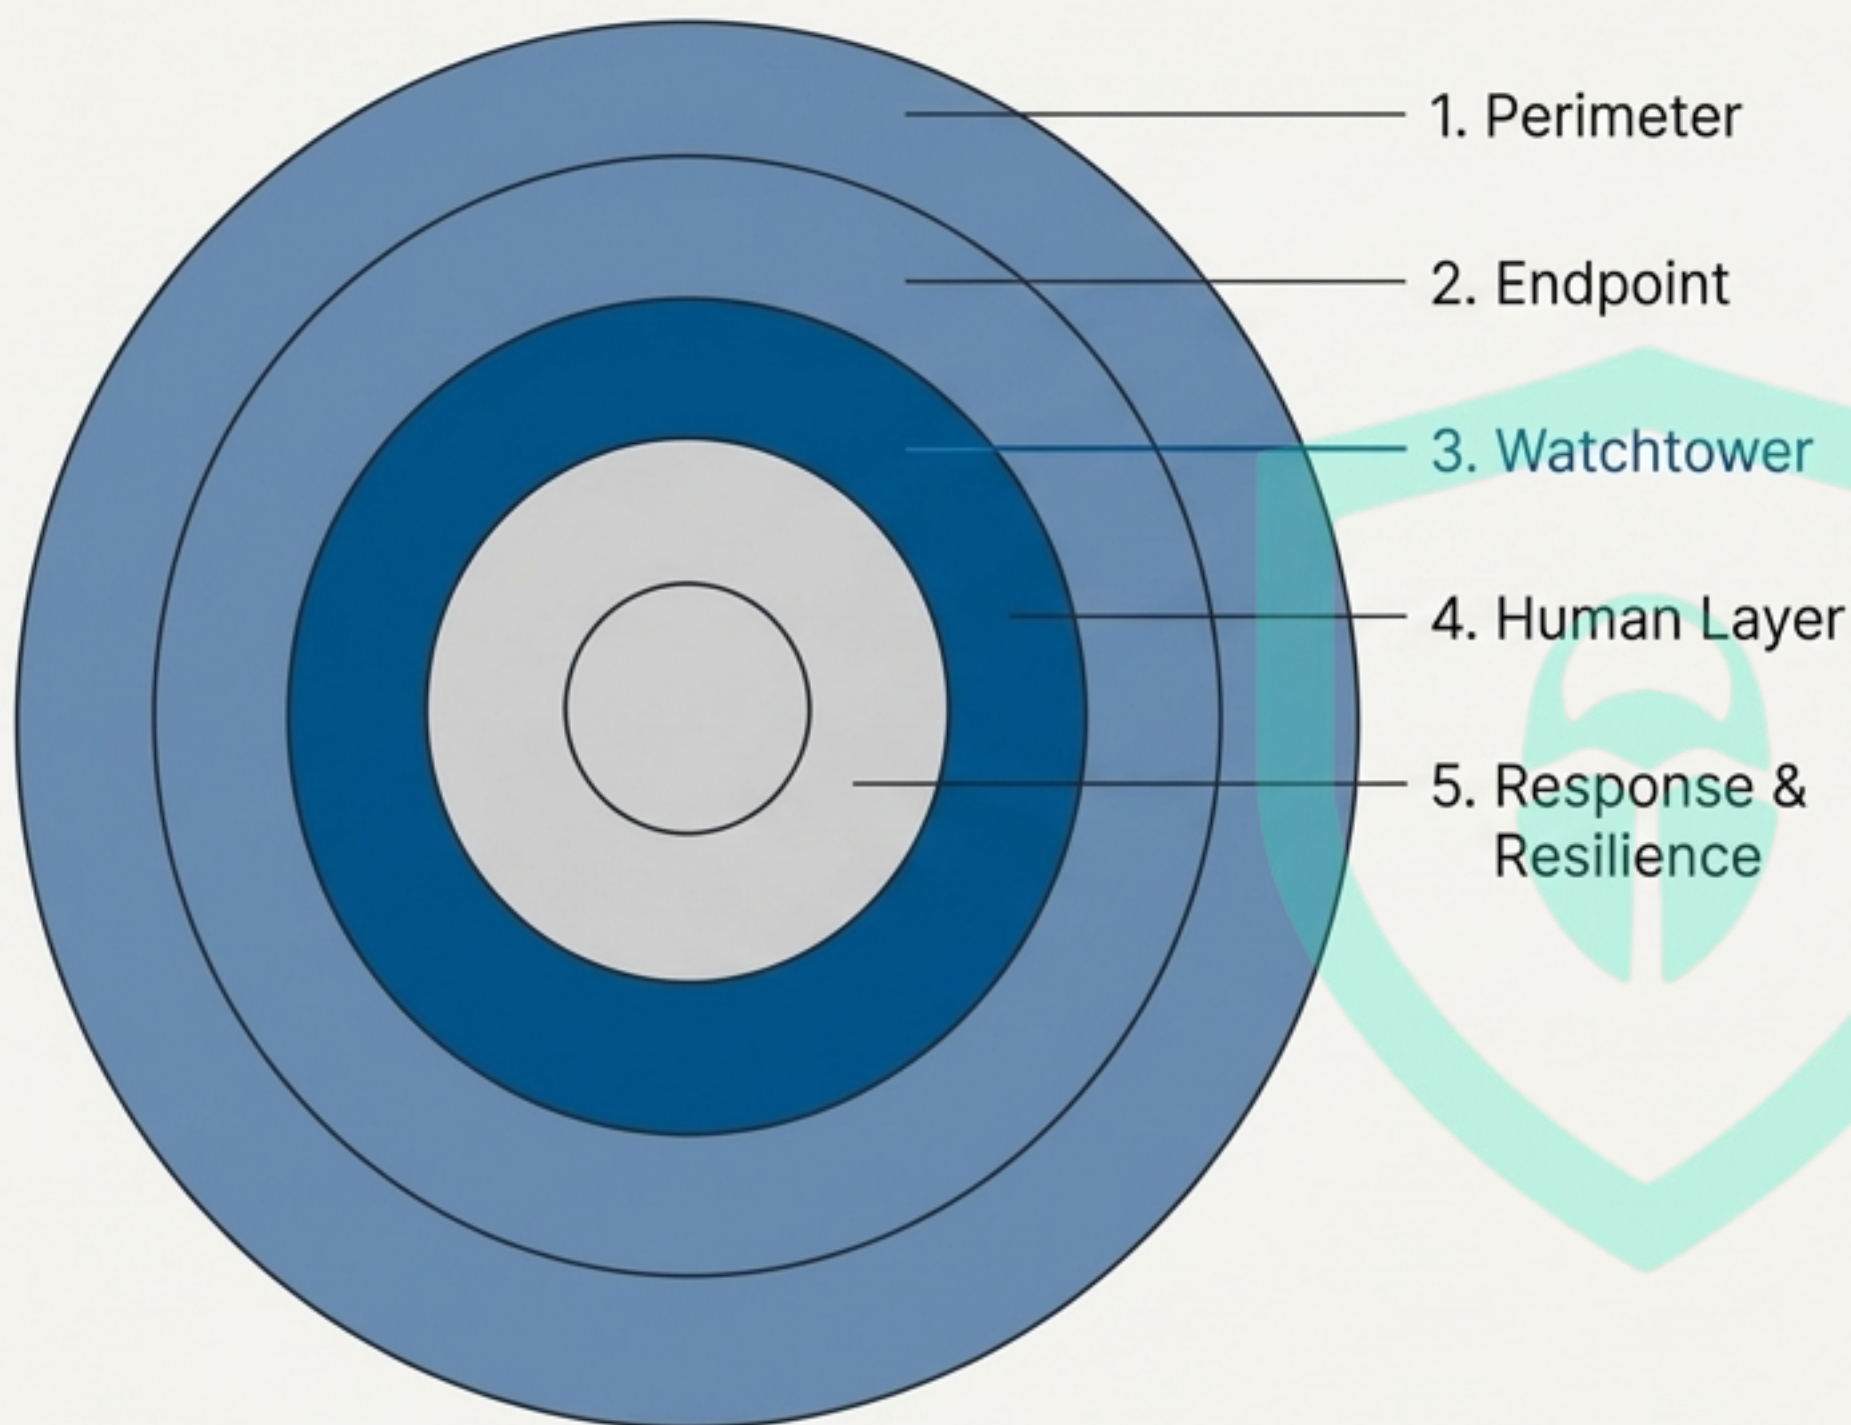 1. Perimeter
2. Endpoint
3. Watchtower
4. Human Layer
5. Response &
Resilience